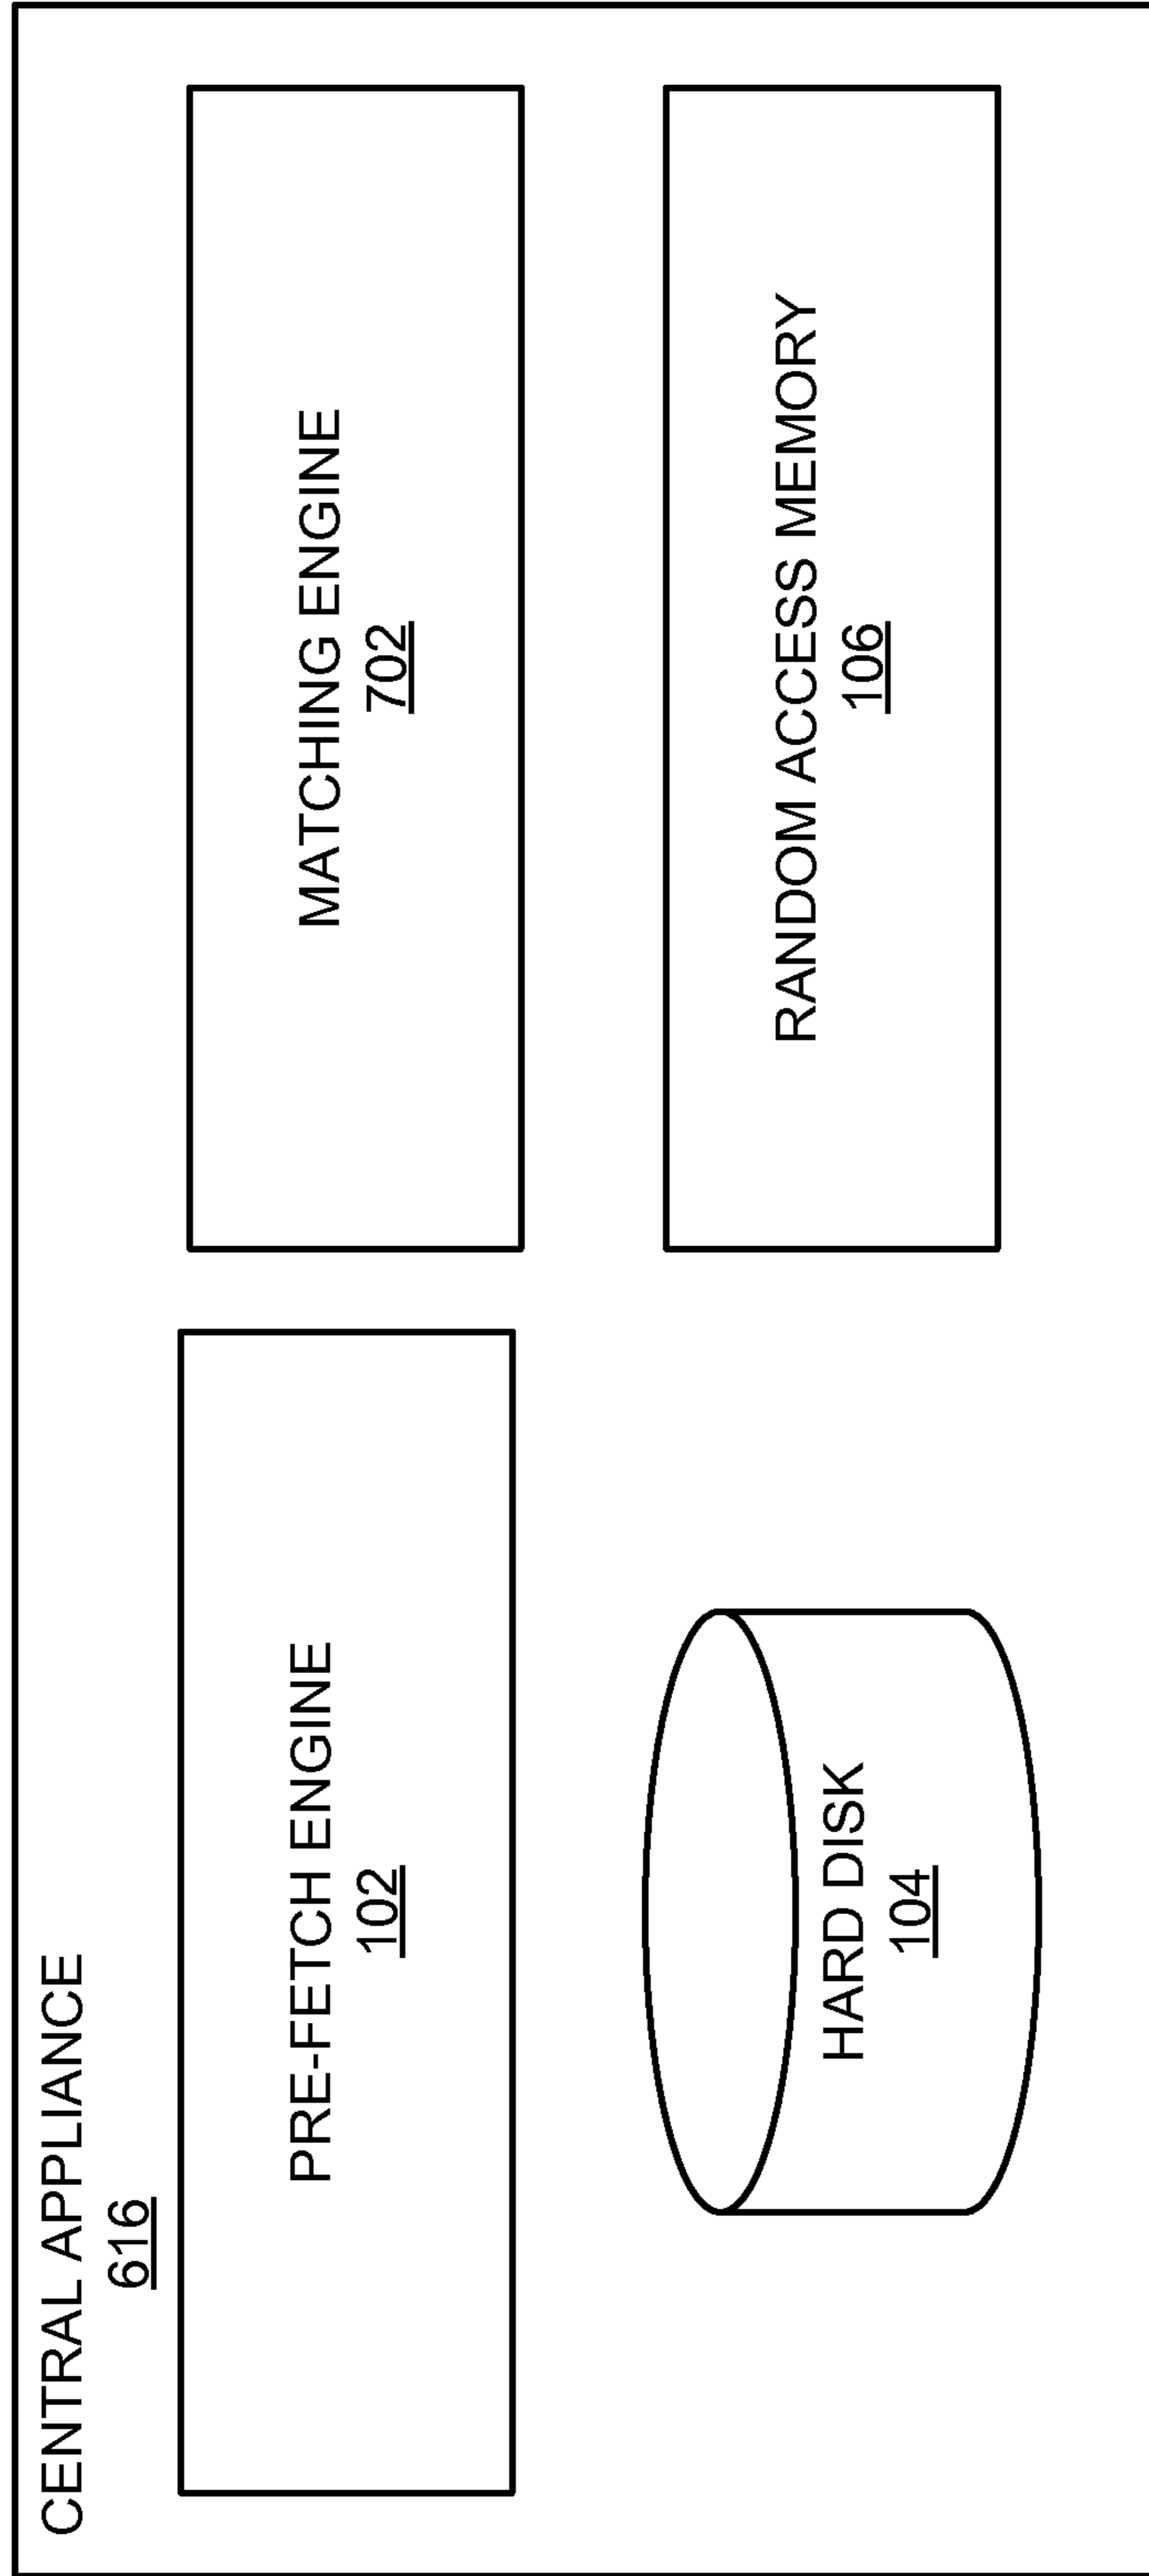 CENTRAL APPLIANCE
616
PRE-FETCH ENGINE
102
MATCHING ENGINE
702
HARD DISK
104
RANDOM ACCESS MEMORY
106